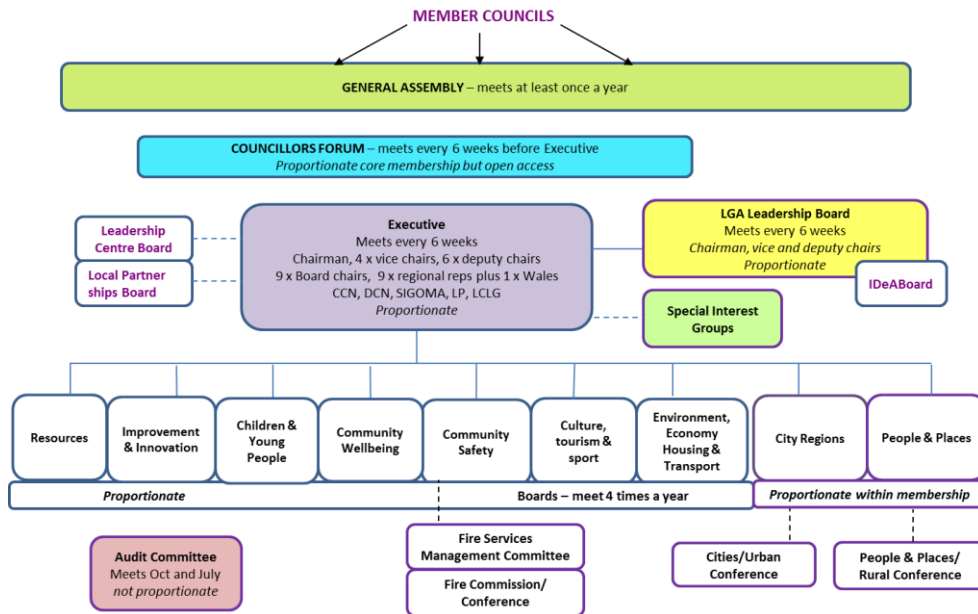 MEMBER COUNCILS
GENERAL ASSEMBLY – meets at least once a year
COUNCILLORS FORUM – meets every 6 weeks before Executive
Proportionate core membership but open access
Leadership
Centre Board
Local Partner
ships Board
Executive
Meets every 6 weeks
Chairman, 4 x vice chairs, 6 x deputy chairs
9 x Board chairs, 9 x regional reps plus 1 x Wales
CCN, DCN, SIGOMA, LP, LCLG
Proportionate
LGA Leadership Board
Meets every 6 weeks
Chairman, vice and deputy chairs
Proportionate
IDeABoard
Special Interest
Groups
Resources
Improvement
& Innovation
Children &
Young
People
Community
Wellbeing
Community
Safety
Culture,
tourism &
sport
Environment,
Economy
Housing &
Transport
City Regions
People & Places
Proportionate
Boards – meet 4 times a year
Proportionate within membership
Audit Committee
Meets Oct and July
not proportionate
Fire Services
Management Committee
Fire Commission/
Conference
Cities/Urban
Conference
People & Places/
Rural Conference